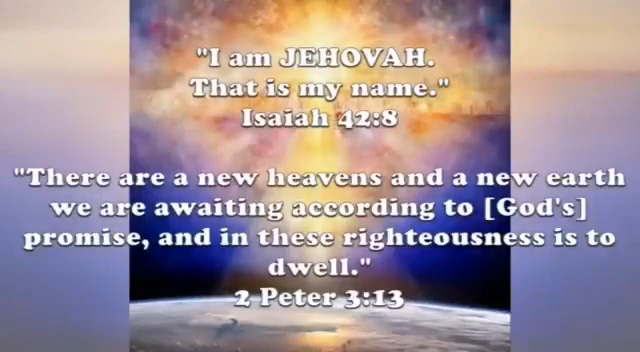 "I am JEHOVAH.
That is my name."
Isaiah 42:8
"There are a new heavens and a new earth
we are awaiting according to [God's]
promise, and in these righteousness is to
dwell."
2 Peter 3:13